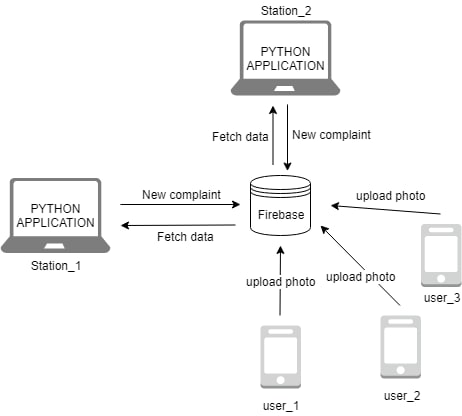 Station_2
PYTHON
APPLICATION
Fetch data
New complaint
New complaint
PYTHON
APPLICATION
Firebase
upload photo
Fetch data
Station_1
upload photo
upload photo
user_3
user_2
user_1